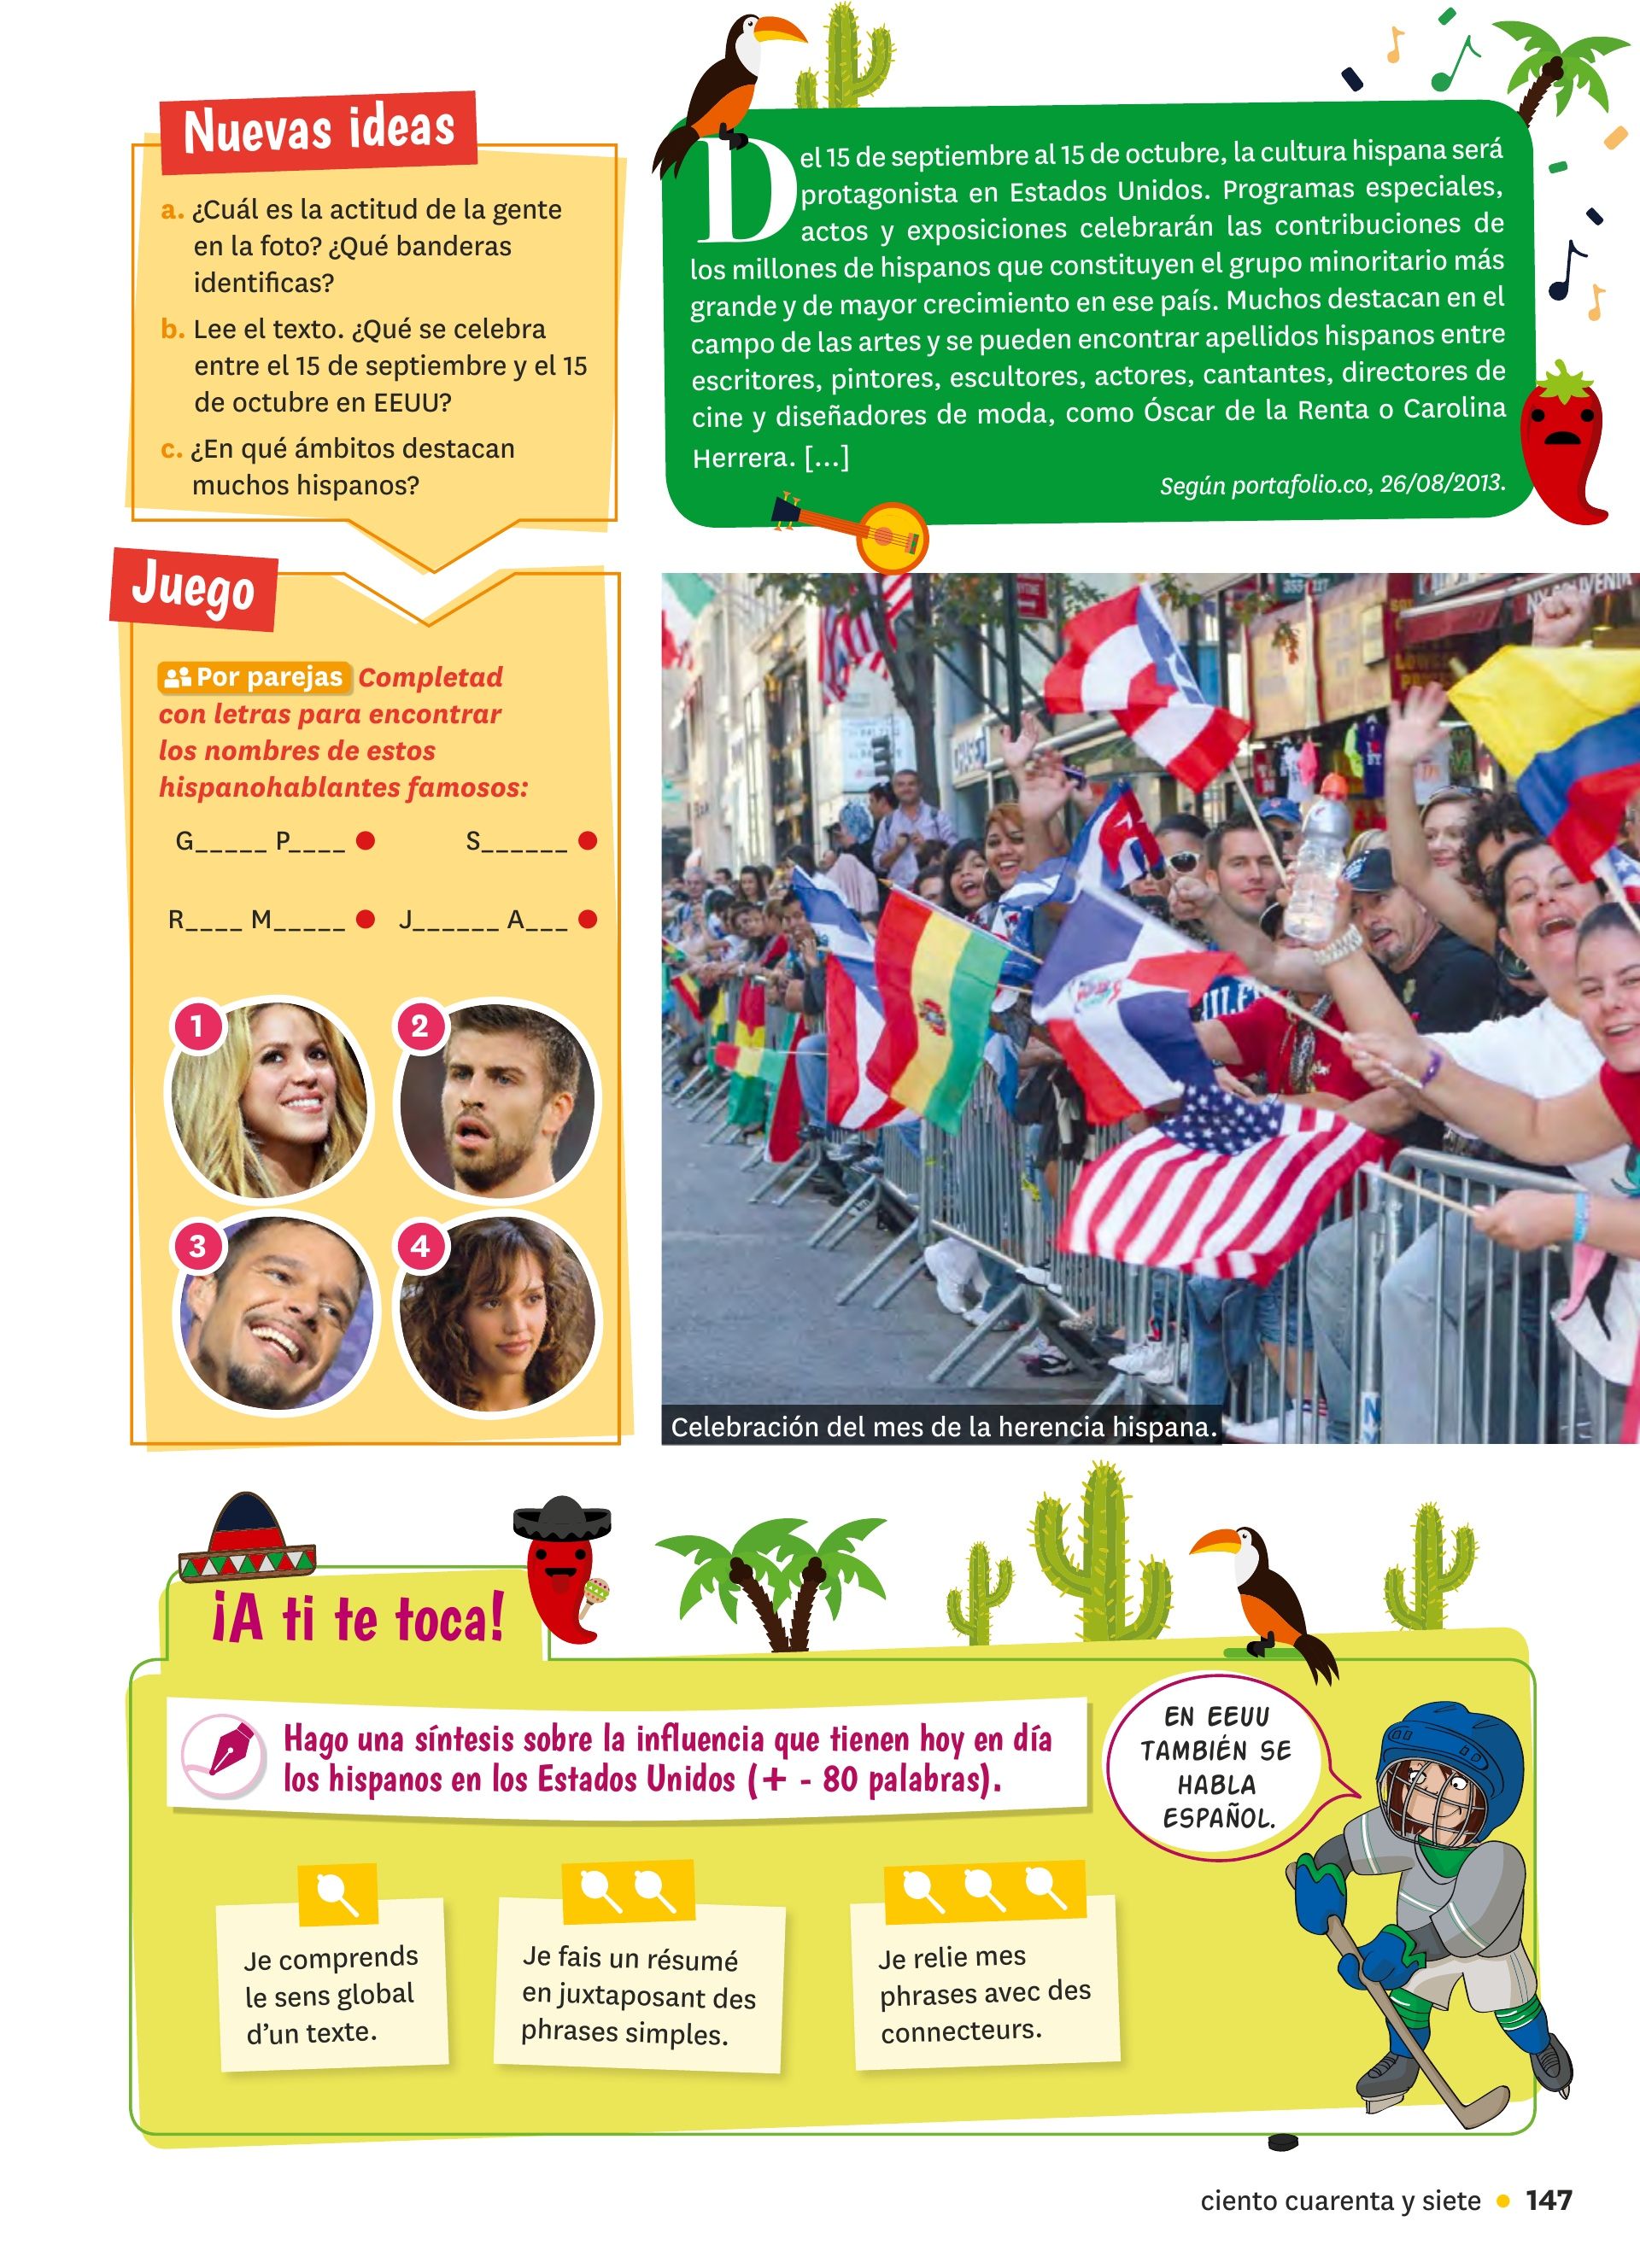 Nuevas ideas
a. ¿Cuál es la actitud de la gente
en la foto? ¿Qué banderas
identificas?
b. Lee el texto. ¿Qué se celebra
entre el 15 de septiembre y el 15
de octubre en EEUU?
c. ¿En qué ámbitos destacan
muchos hispanos?
Del 15 de septiembre al 15 de octubre, la cultura hispana será
protagonista en Estados Unidos. Programas especiales,
actos y exposiciones celebrarán las contribuciones de
los millones de hispanos que constituyen el grupo minoritario más
grande y de mayor crecimiento en ese país. Muchos destacan en el
campo de las artes y se pueden encontrar apellidos hispanos entre
escritores, pintores, escultores, actores, cantantes, directores de
cine y diseñadores de moda, como Óscar de la Renta o Carolina
Herrera. [...]
Según portafolio.co, 26/08/2013.
Juego
Por parejas Completad
con letras para encontrar
los nombres de estos
hispanohablantes famosos:
G_____ P____
S______
R____ M_____
J______ A___
1
2
3
4
Celebración del mes de la herencia hispana.
¡A ti te toca!
Hago una síntesis sobre la influencia que tienen hoy en día
los hispanos en los Estados Unidos (+ - 80 palabras).
EN EEUU
TAMBIÉN SE
HABLA
ESPAÑOL.
Je comprends
le sens global
d'un texte.
Je fais un résumé
en juxtaposant des
phrases simples.
Je relie mes
phrases avec des
connecteurs.
ciento cuarenta y siete • 147